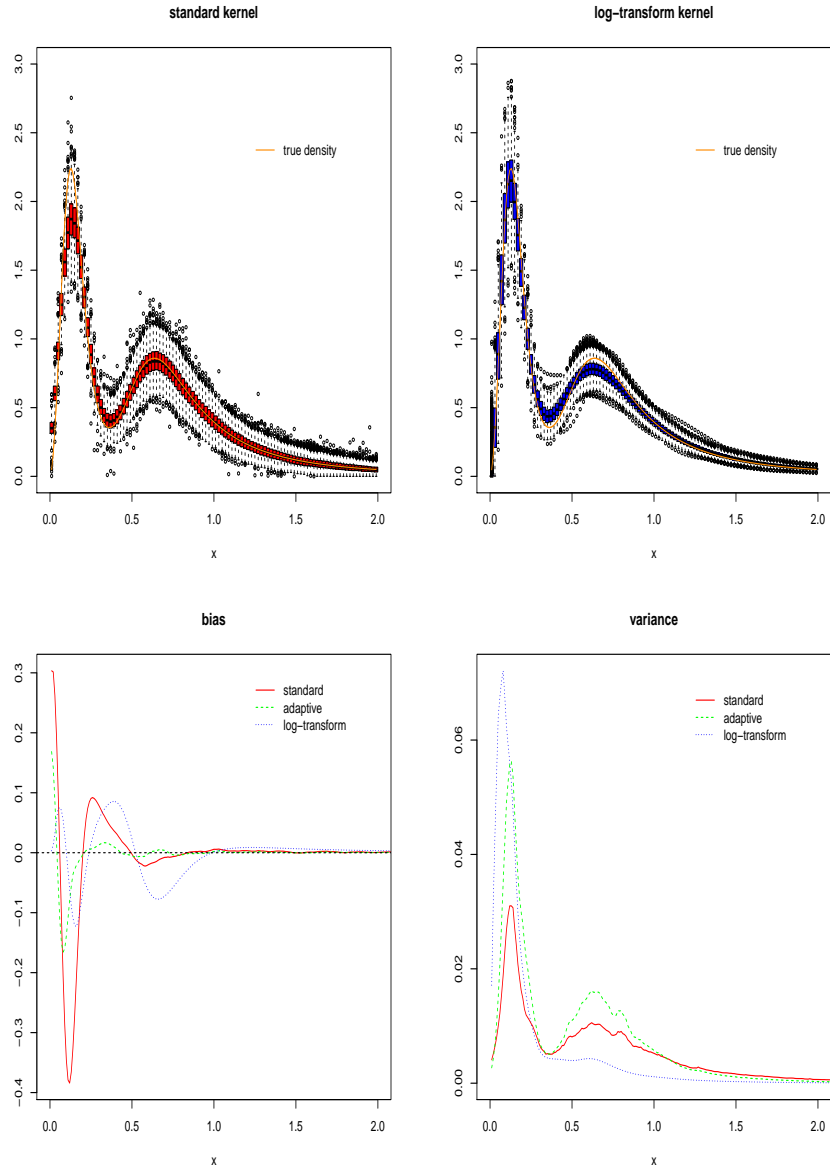 standard kernel
3.0
2.5
2.0
1.5
1.0
0.5
0.0
true density
0.0 0.5 1.0 1.5 2.0
x
log−transform kernel
3.0
2.5
2.0
1.5
1.0
0.5
0.0
true density
0.0 0.5 1.0 1.5 2.0
x
bias
0.3
0.2
0.1
0.0
−0.1
−0.2
−0.3
−0.4
standard
adaptive
log−transform
0.0 0.5 1.0 1.5 2.0
x
variance
0.06
0.04
0.02
0.00
standard
adaptive
log−transform
0.0 0.5 1.0 1.5 2.0
x